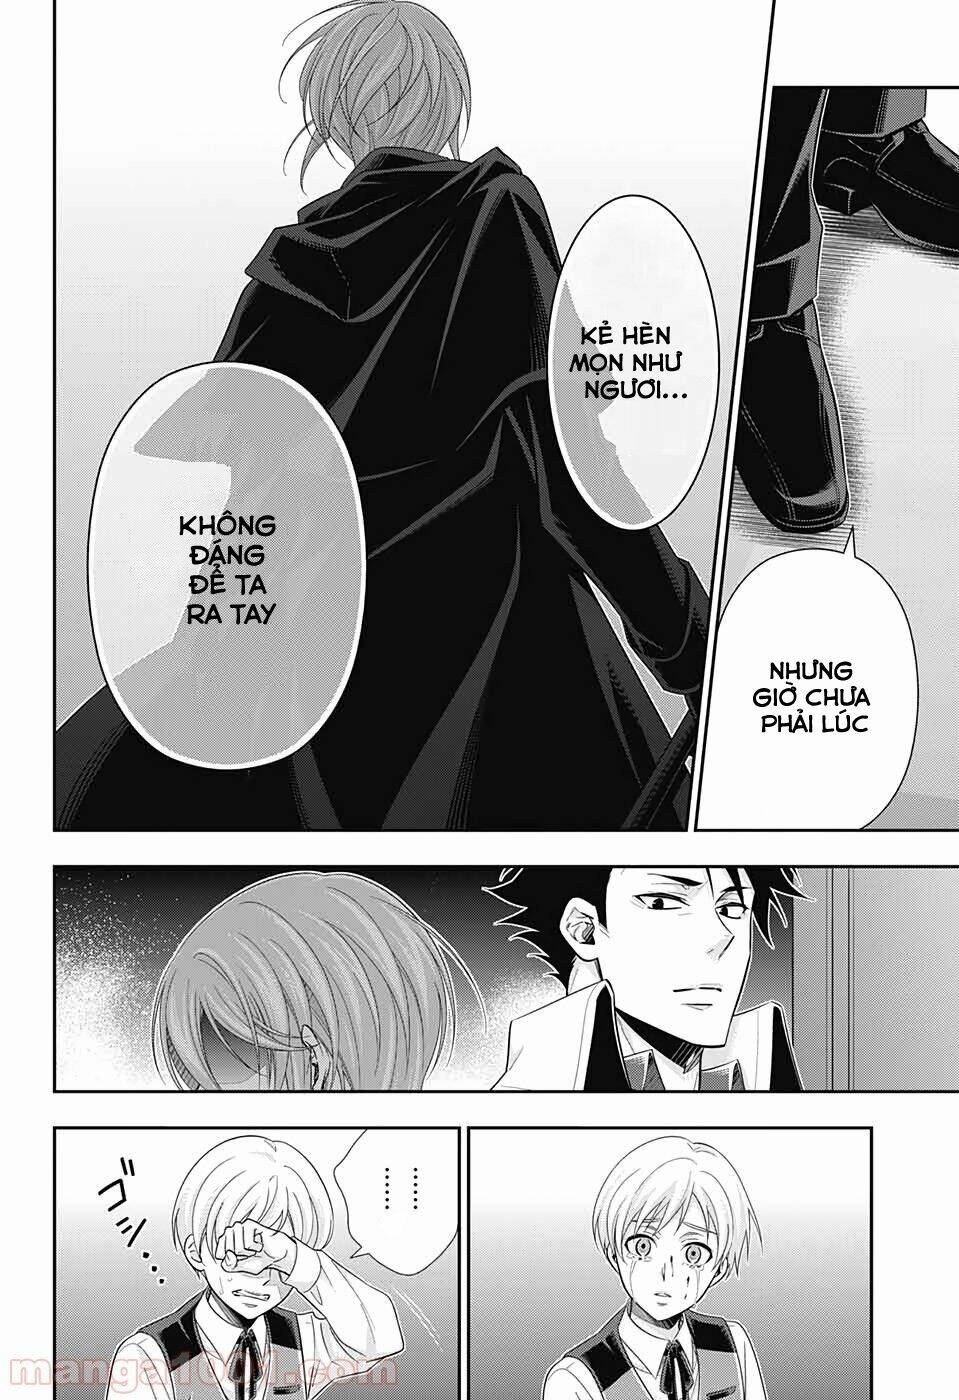 KẺ HÈN
MỌN NHƯ
NGƯƠI...
KHÔNG
ĐÁNG
ĐỂ TA
RA TAY
NHƯNG
GIỜ CHƯA
PHẢI LÚC
......
ゴシ...
manga1001.com